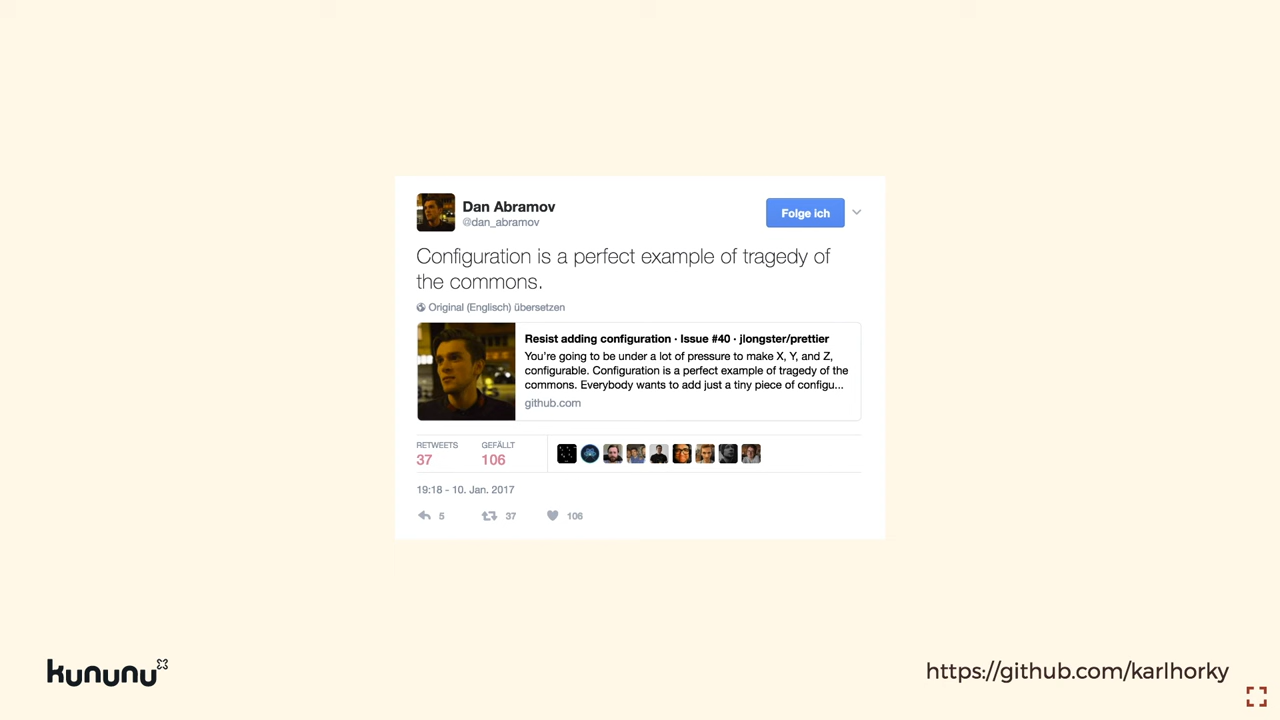 Dan Abramov
@dan_abramov
Folge ich
Configuration is a perfect example of tragedy of
the commons.
Original (Englisch) übersetzen
Resist adding configuration · Issue #40 · jlongster/prettier
You're going to be under a lot of pressure to make X, Y, and Z,
configurable. Configuration is a perfect example of tragedy of the
commons. Everybody wants to add just a tiny piece of configu...
github.com
RETWEETS
37
GEFÄLLT
106
19:18 - 10. Jan. 2017
5
37
106
kununu
https://github.com/karlhorky